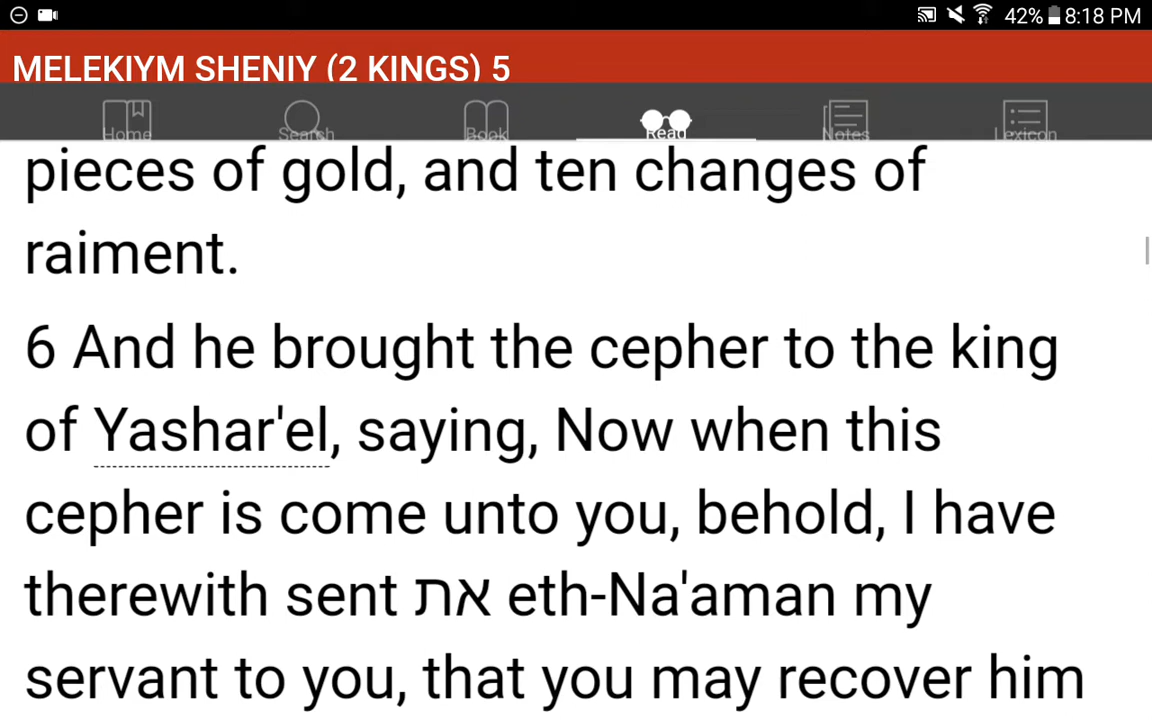 42% 8:18 PM
MELEKIYM SHENIY (2 KINGS) 5
Home Search Book Read Notes Lexicon
pieces of gold, and ten changes of
raiment.
6 And he brought the cepher to the king
of Yashar'el, saying, Now when this
cepher is come unto you, behold, I have
therewith sent את eth-Na'aman my
servant to you, that you may recover him